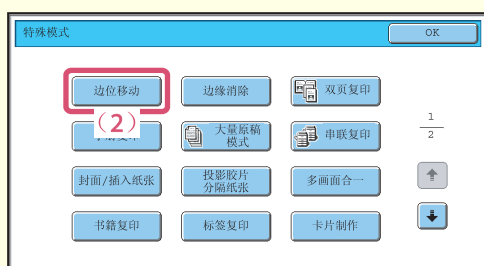 特殊模式 OK
边位移动 边缘消除 双页复印
(2) 大量原稿
模式 串联复印
1
2
封面/插入纸张 投影胶片
分隔纸张 多画面合一
书籍复印 标签复印 卡片制作